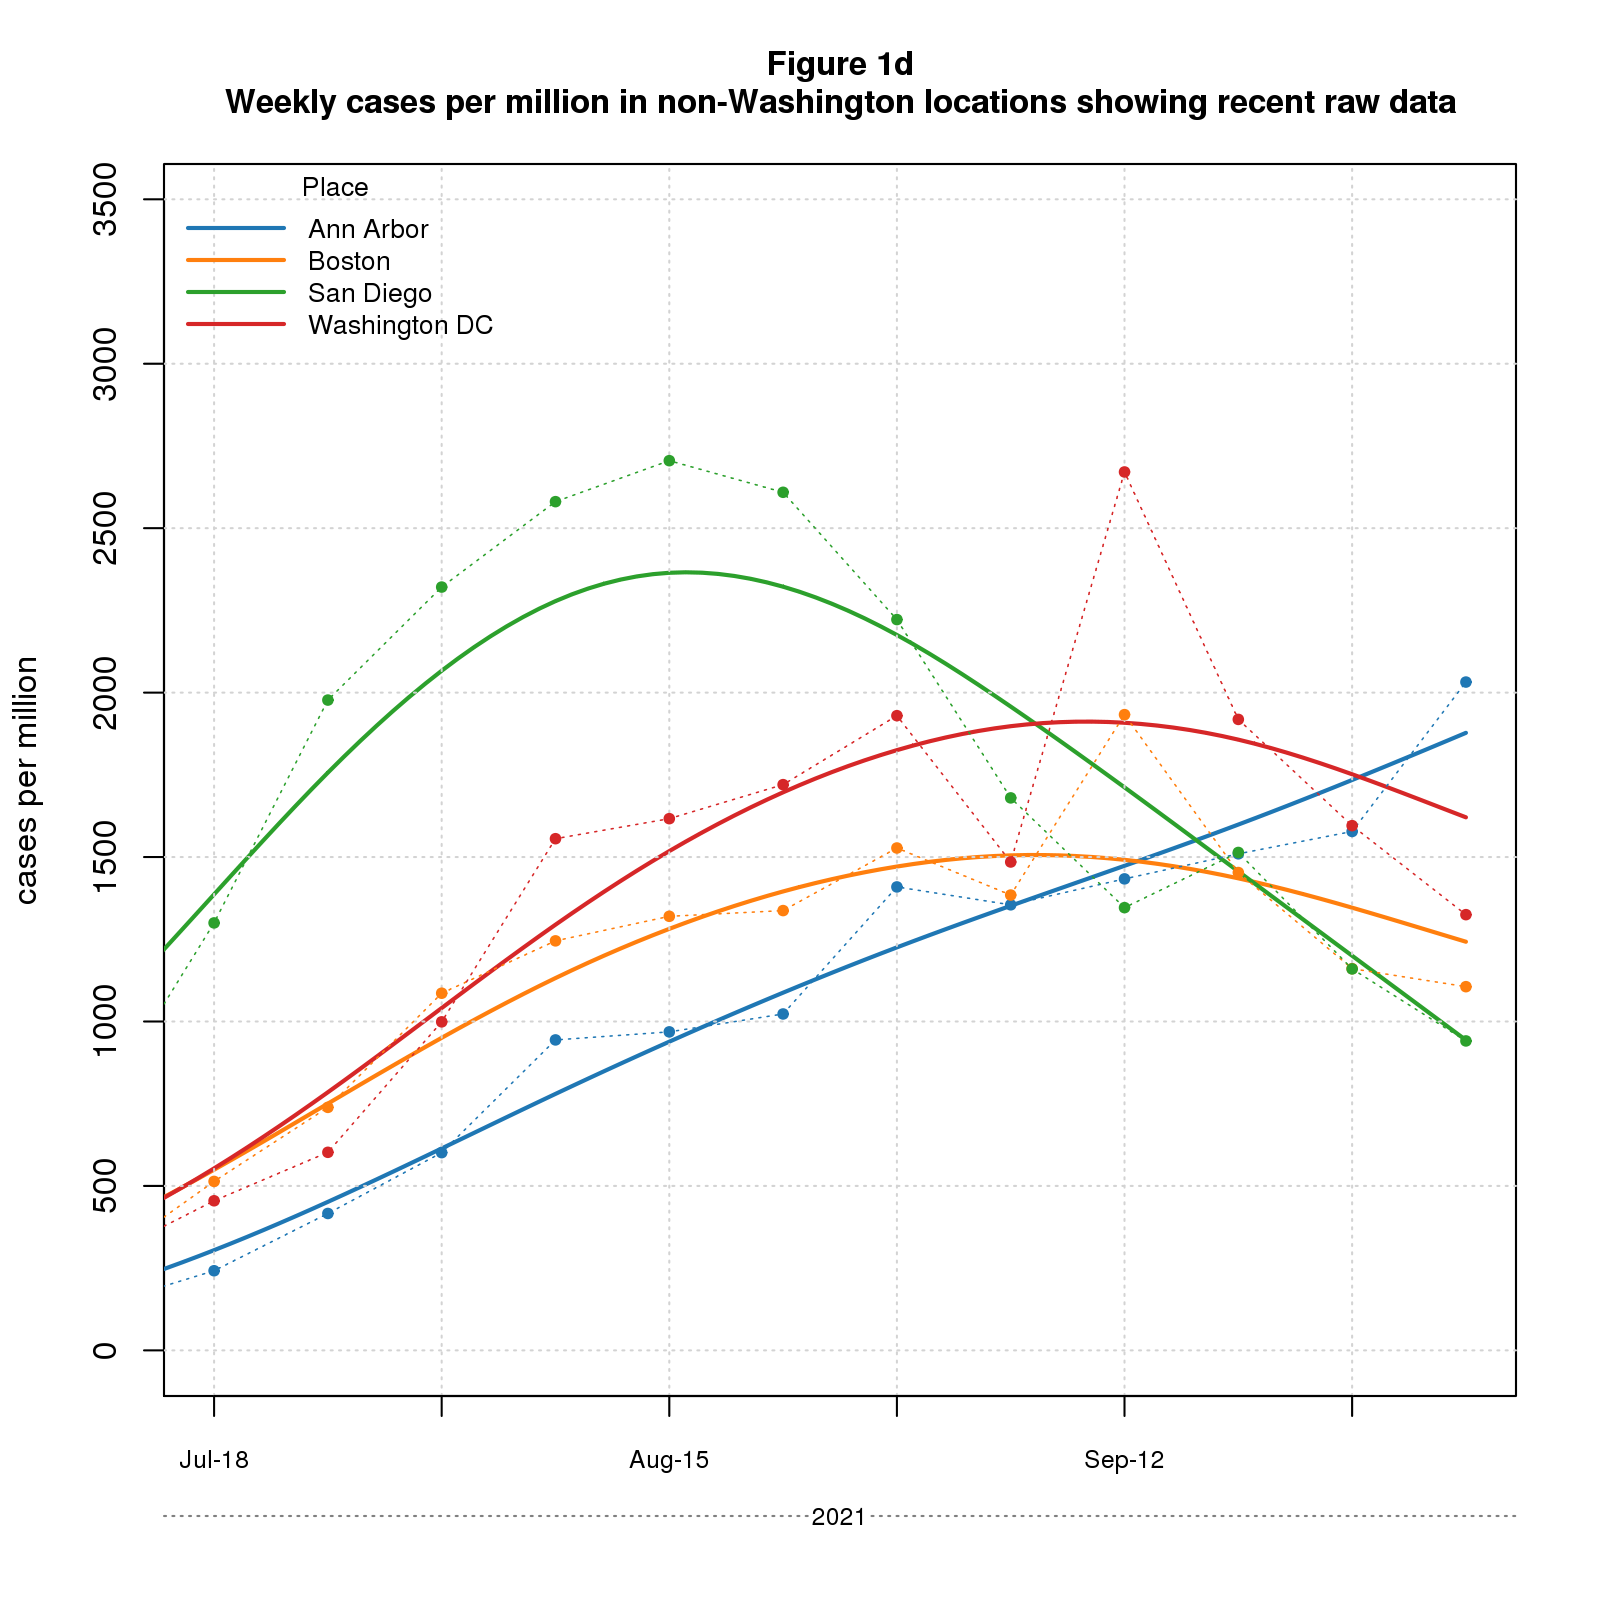 Figure 1d
Weekly cases per million in non-Washington locations showing recent raw data
Place
Ann Arbor
Boston
San Diego
Washington DC
cases per million
3500
3000
2500
2000
1500
1000
500
0
Jul-18 Aug-15 Sep-12
2021